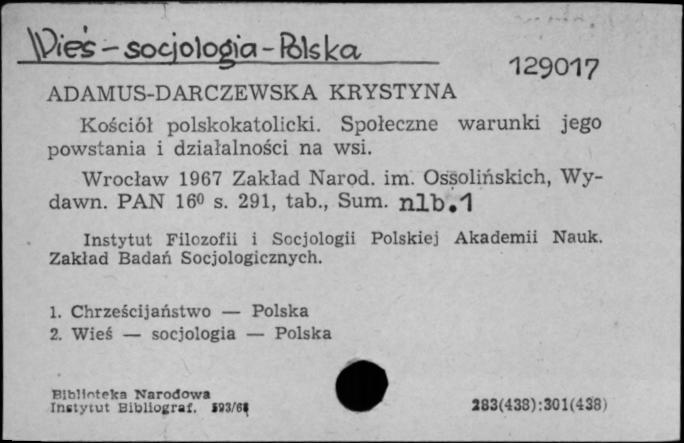 Wieś – socjologia – Polska
129017
ADAMUS-DARCZEWSKA KRYSTYNA
Kościół polskokatolicki. Społeczne warunki jego
powstania i działalności na wsi.
Wrocław 1967 Zakład Narod. im. Ossolińskich, Wy-
dawn. PAN 16⁰ s. 291, tab., Sum. nlb.1
Instytut Filozofii i Socjologii Polskiej Akademii Nauk.
Zakład Badań Socjologicznych.
1. Chrześcijaństwo — Polska
2. Wieś — socjologia — Polska
Biblioteka Narodowa
Instytut Bibliograf.
283(438):301(438)